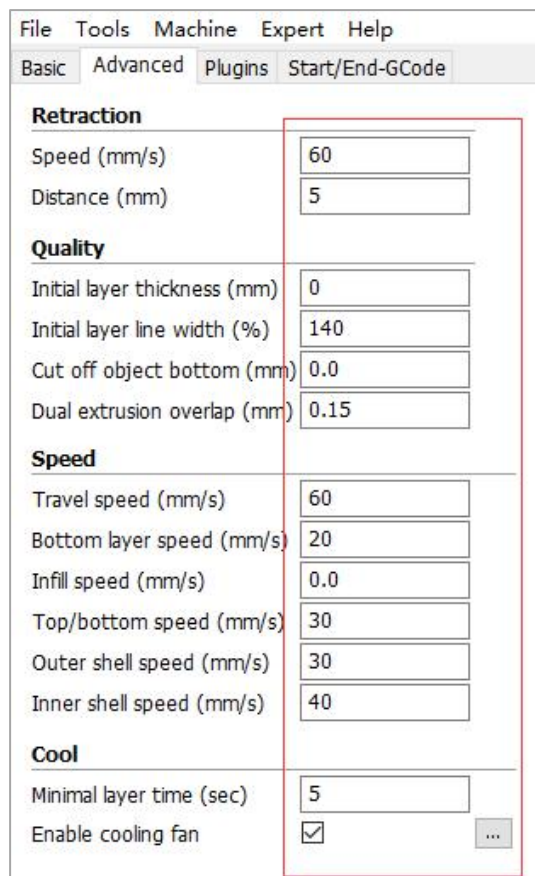 File Tools Machine Expert Help
Basic Advanced Plugins Start/End-GCode
Retraction
Speed (mm/s) 60
Distance (mm) 5
Quality
Initial layer thickness (mm) 0
Initial layer line width (%) 140
Cut off object bottom (mm) 0.0
Dual extrusion overlap (mm) 0.15
Speed
Travel speed (mm/s) 60
Bottom layer speed (mm/s) 20
Infill speed (mm/s) 0.0
Top/bottom speed (mm/s) 30
Outer shell speed (mm/s) 30
Inner shell speed (mm/s) 40
Cool
Minimal layer time (sec) 5
Enable cooling fan ...